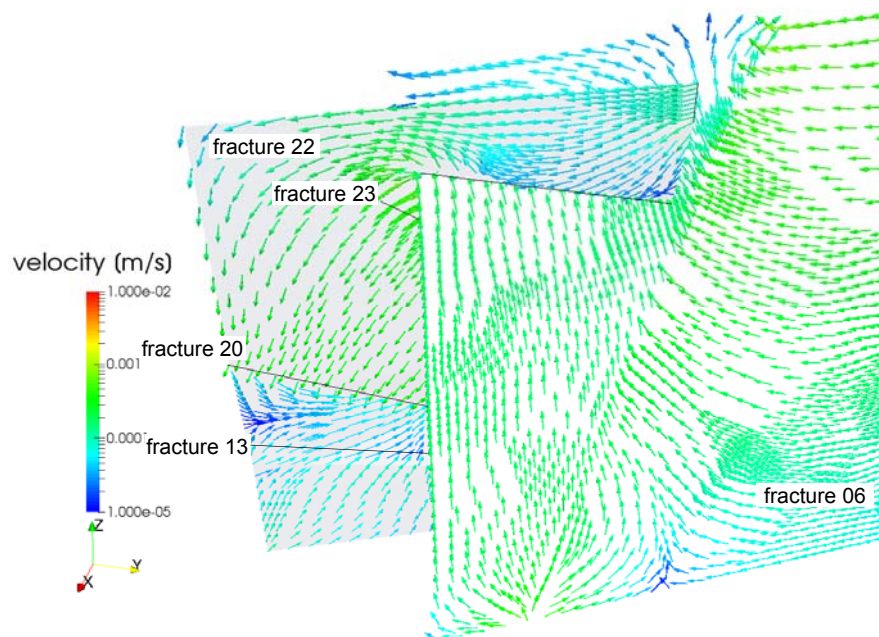 fracture 22
fracture 23
velocity (m/s)
1.000e-02
0.001
0.0001
1.000e-05
fracture 20
fracture 13
fracture 06
Z
X
Y